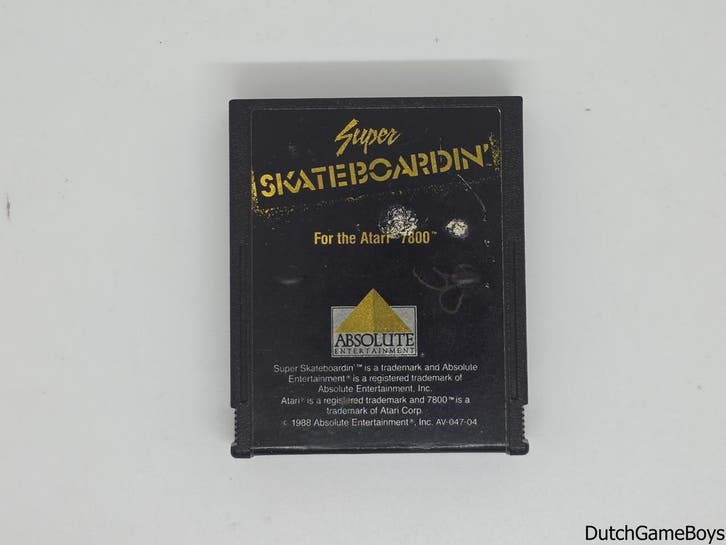 Super
SKATEBOARDIN'
For the Atari 7800™
ABSOLUTE
ENTERTAINMENT®
Super Skateboardin'™ is a trademark and Absolute
Entertainment® is a registered trademark of
Absolute Entertainment, Inc.
Atari® is a registered trademark and 7800™ is a
trademark of Atari Corp.
© 1988 Absolute Entertainment®, Inc. AV-047-04
DutchGameBoys